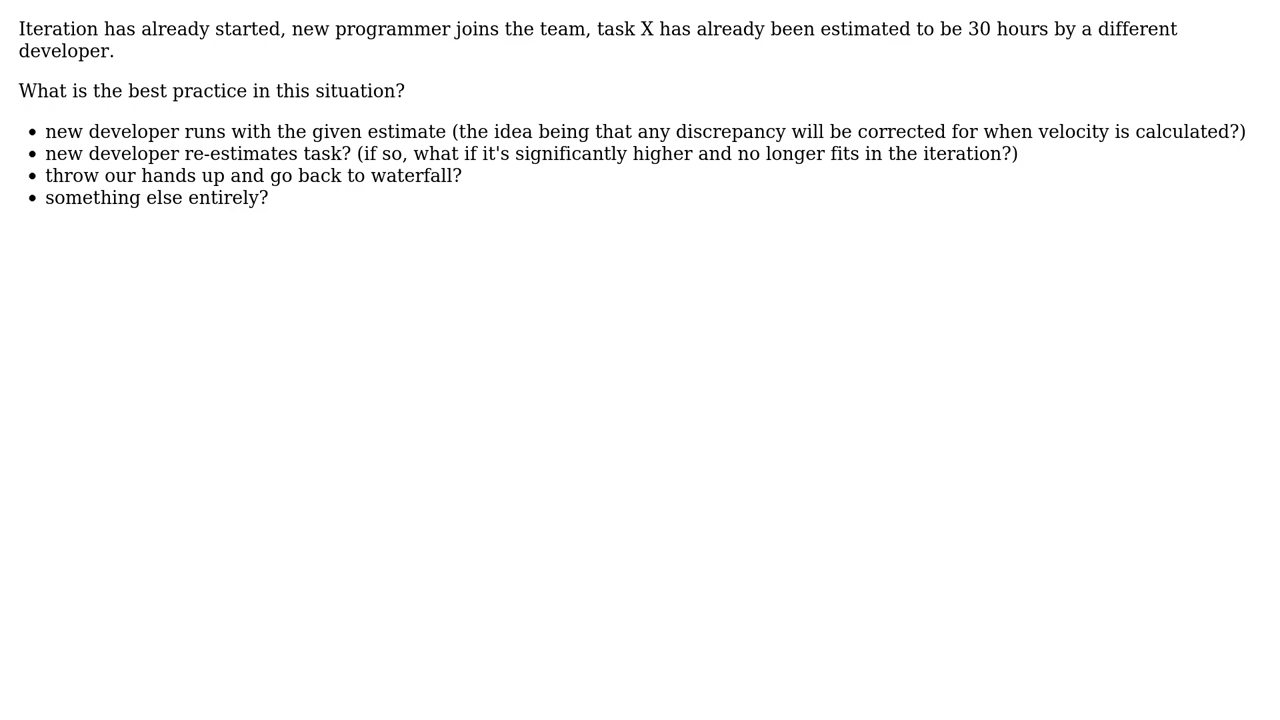 Iteration has already started, new programmer joins the team, task X has already been estimated to be 30 hours by a different
developer.
What is the best practice in this situation?
• new developer runs with the given estimate (the idea being that any discrepancy will be corrected for when velocity is calculated?)
• new developer re-estimates task? (if so, what if it's significantly higher and no longer fits in the iteration?)
• throw our hands up and go back to waterfall?
• something else entirely?